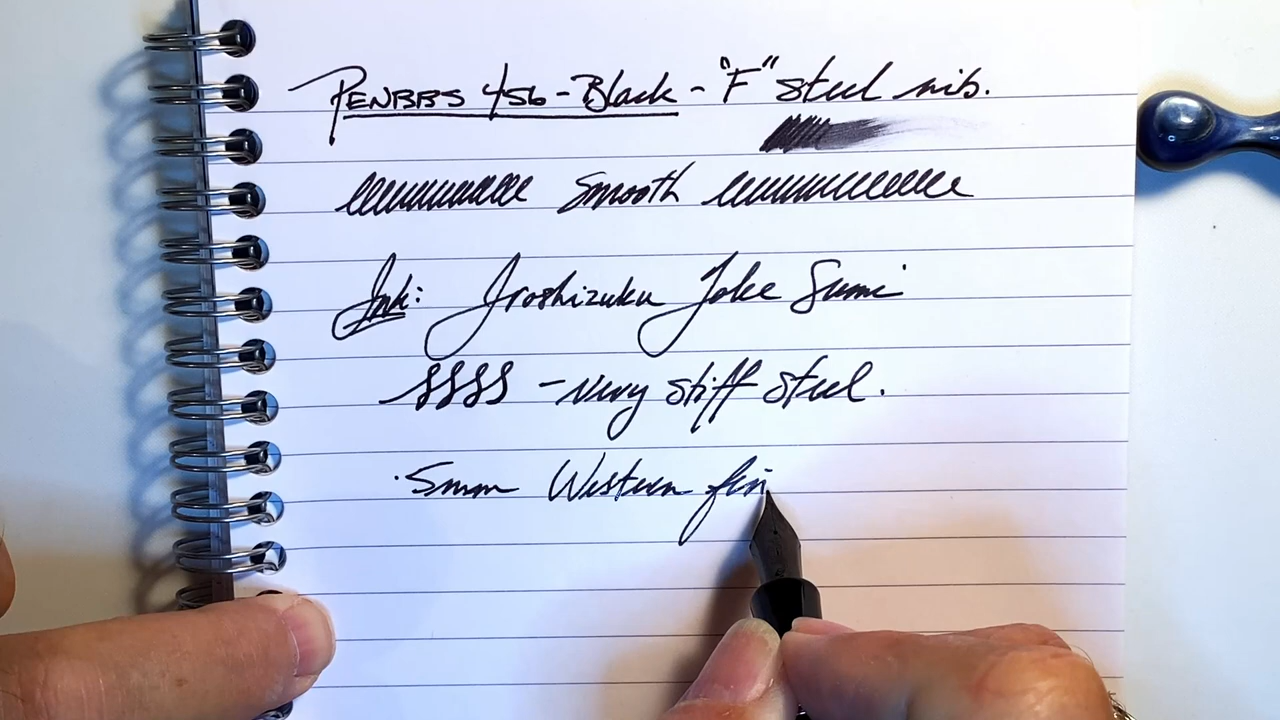 PENBBS 456 - Black - "F" steel nib.
Smooth
Ink: Iroshizuku Take Sumi
- very stiff steel.
.5mm Western fin